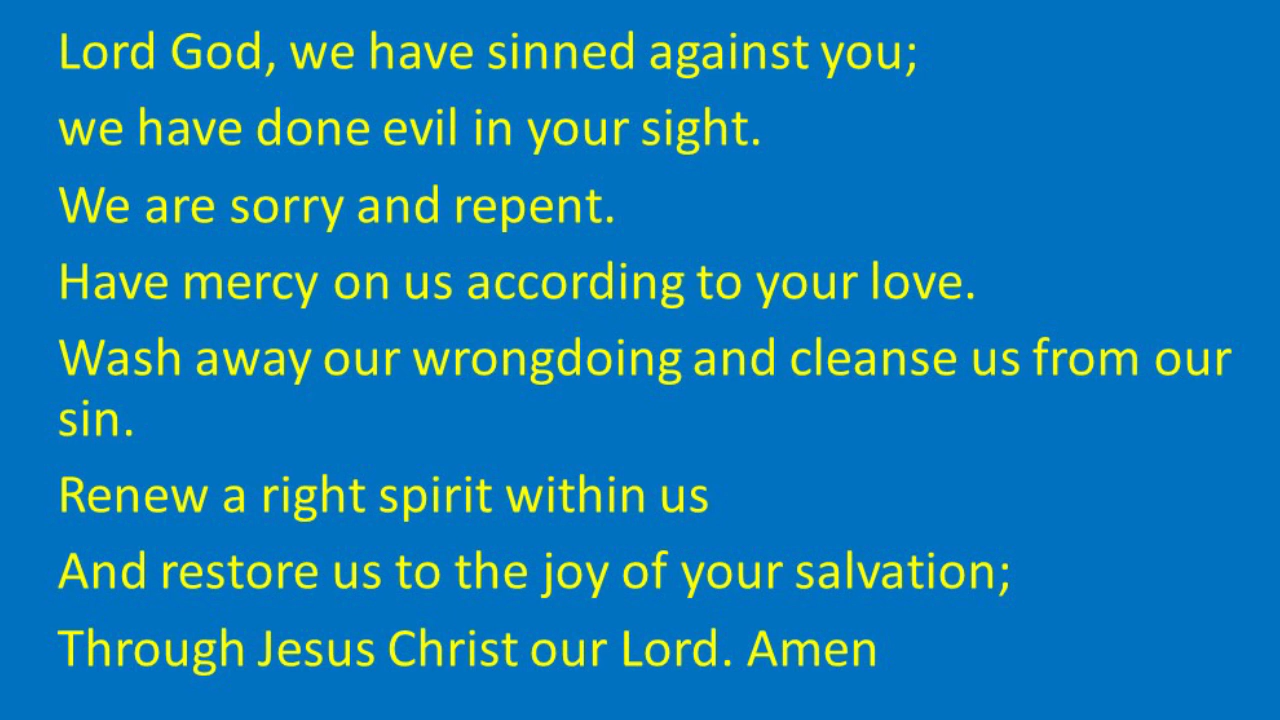 Lord God, we have sinned against you;
we have done evil in your sight.
We are sorry and repent.
Have mercy on us according to your love.
Wash away our wrongdoing and cleanse us from our
sin.
Renew a right spirit within us
And restore us to the joy of your salvation;
Through Jesus Christ our Lord. Amen